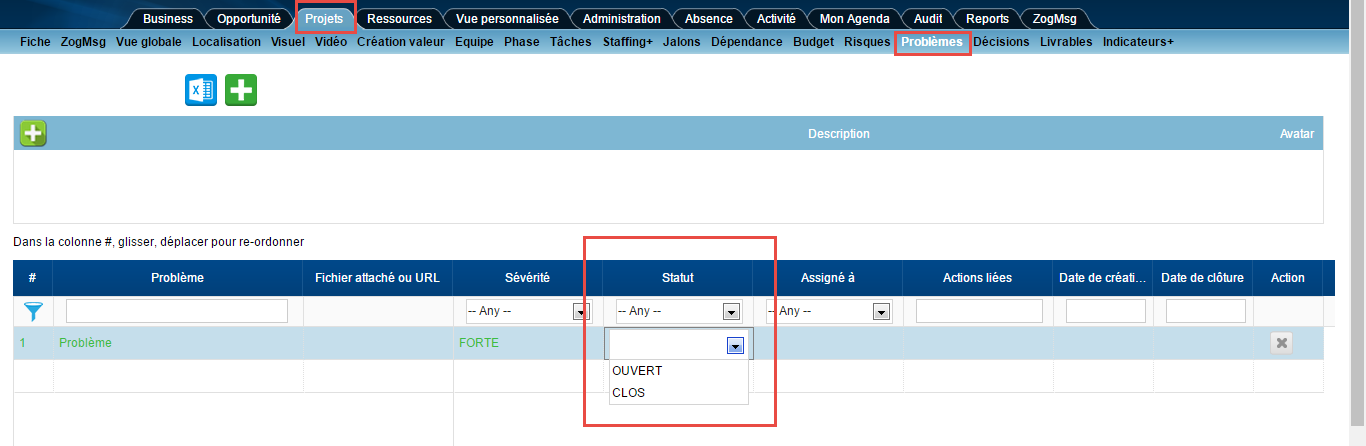 Business Opportunité Projets Ressources Vue personnalisée Administration Absence Activité Mon Agenda Audit Reports ZogMsg
Fiche ZogMsg Vue globale Localisation Visuel Vidéo Création valeur Equipe Phase Tâches Staffing+ Jalons Dépendance Budget Risques Problèmes Décisions Livrables Indicateurs+
X
Description Avatar
Dans la colonne #, glisser, déplacer pour re-ordonner
# Problème Fichier attaché ou URL Sévérité Statut Assigné à Actions liées Date de créati... Date de clôture Action
-- Any -- -- Any -- -- Any --
1 Problème FORTE
OUVERT
CLOS